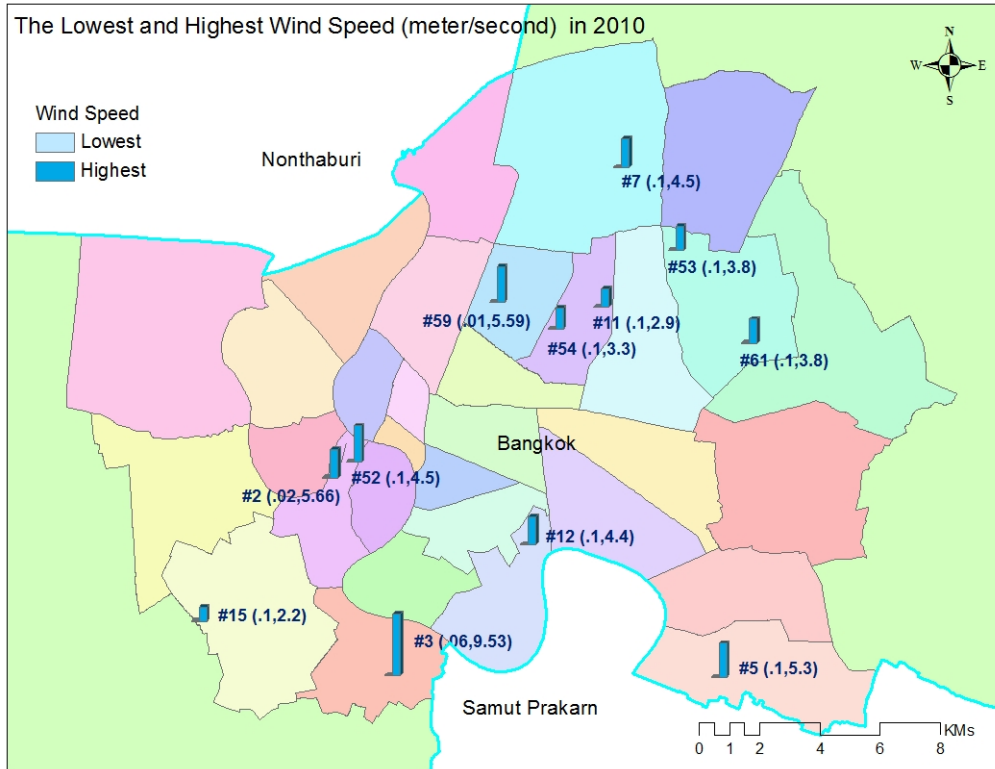 The Lowest and Highest Wind Speed (meter/second) in 2010
N
W E
S
Wind Speed
Lowest
Highest
Nonthaburi
#7 (.1,4.5)
#53 (.1,3.8)
#59 (.01,5.59)
#11 (.1,2.9)
#54 (.1,3.3)
#61 (.1,3.8)
Bangkok
#52 (.1,4.5)
#2 (.02,5.66)
#12 (.1,4.4)
#15 (.1,2.2)
#3 (.06,9.53)
#5 (.1,5.3)
Samut Prakarn
KMs
0 1 2 4 6 8